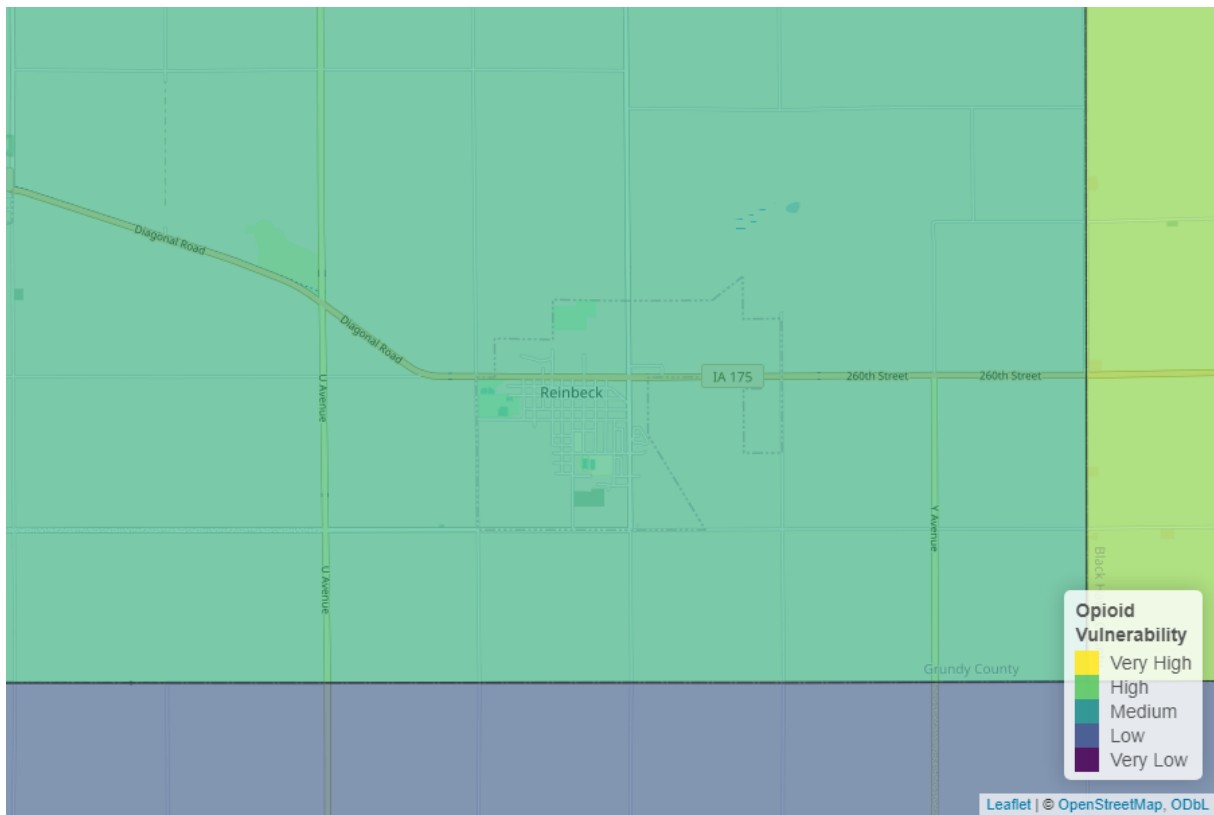 Diagonal Road
Diagonal Road
U Avenue
IA 175
260th Street
260th Street
Reinbeck
Y Avenue
U Avenue
Black H
Grundy County
Opioid
Vulnerability
Very High
High
Medium
Low
Very Low
Leaflet | © OpenStreetMap, ODbL